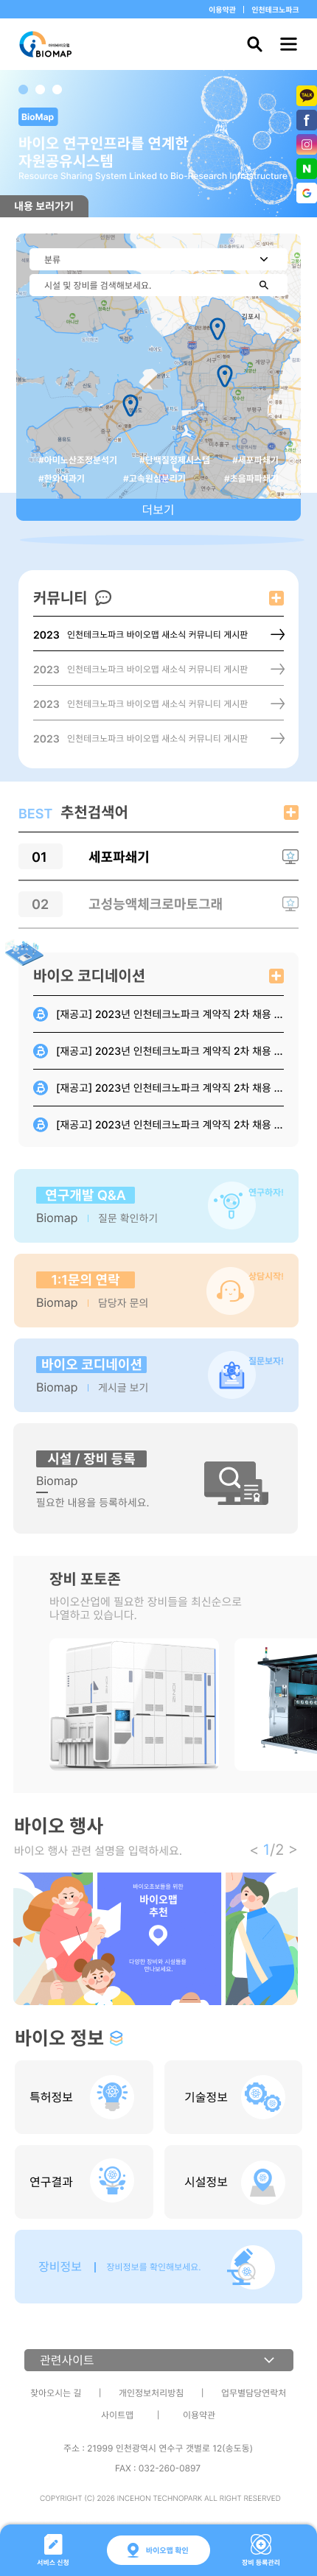 이용약관 | 인천테크노파크
BIOMAP
TALK
BioMap
바이오 연구인프라를 연계한
자원공유시스템
Resource Sharing System Linked to Bio-Research Infrastructure
내용 보러가기
분류
시설 및 장비를 검색해보세요.
김포시
계양구
서구
부평구
중구
연수구
#아미노산조정분석기 #단백질정제시스템 #세포파쇄기
#한외여과기 #고속원심분리기 #초음파파쇄기
더보기
커뮤니티
2023 인천테크노파크 바이오맵 새소식 커뮤니티 게시판
2023 인천테크노파크 바이오맵 새소식 커뮤니티 게시판
2023 인천테크노파크 바이오맵 새소식 커뮤니티 게시판
2023 인천테크노파크 바이오맵 새소식 커뮤니티 게시판
BEST 추천검색어
01 세포파쇄기
02 고성능액체크로마토그래
바이오 코디네이션
[재공고] 2023년 인천테크노파크 계약직 2차 채용 ...
[재공고] 2023년 인천테크노파크 계약직 2차 채용 ...
[재공고] 2023년 인천테크노파크 계약직 2차 채용 ...
[재공고] 2023년 인천테크노파크 계약직 2차 채용 ...
연구개발 Q&A
연구하자!
Biomap | 질문 확인하기
1:1문의 연락
상담시작!
Biomap | 담당자 문의
바이오 코디네이션
질문보자!
Biomap | 게시글 보기
시설 / 장비 등록
Biomap
필요한 내용을 등록하세요.
장비 포토존
바이오산업에 필요한 장비들을 최신순으로
나열하고 있습니다.
바이오 행사
바이오 행사 관련 설명을 입력하세요.
< 1/2 >
바이오초보들을 위한
바이오맵
추천
다양한 장비와 시설들을
만나보세요.
바이오 정보
특허정보
기술정보
연구결과
시설정보
장비정보 | 장비정보를 확인해보세요.
관련사이트
찾아오시는 길 | 개인정보처리방침 | 업무별담당연락처
사이트맵 | 이용약관
주소 : 21999 인천광역시 연수구 갯벌로 12(송도동)
FAX : 032-260-0897
COPYRIGHT (C) 2026 INCEHON TECHNOPARK ALL RIGHT RESERVED
서비스 신청
바이오맵 확인
장비 등록관리